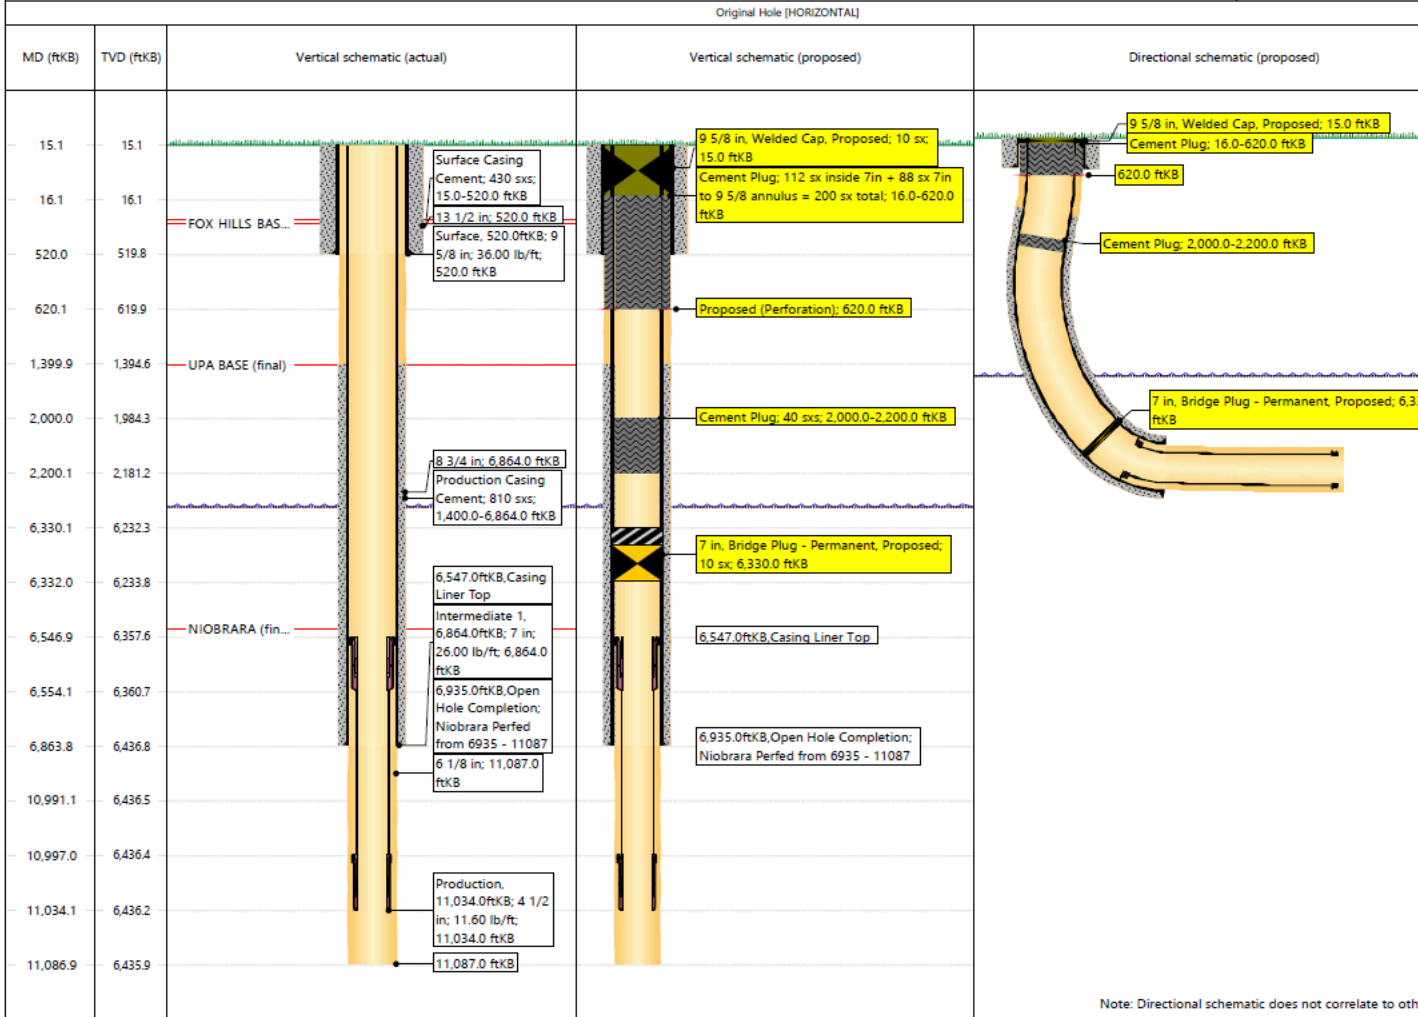 Original Hole [HORIZONTAL]
MD (ftKB)
TVD (ftKB)
Vertical schematic (actual)
Vertical schematic (proposed)
Directional schematic (proposed)
15.1
15.1
16.1
16.1
520.0
519.8
620.1
619.9
1,399.9
1,394.6
2,000.0
1,984.3
2,200.1
2,181.2
6,330.1
6,232.3
6,332.0
6,233.8
6,546.9
6,357.6
6,554.1
6,360.7
6,863.8
6,436.8
10,991.1
6,436.5
10,997.0
6,436.4
11,034.1
6,436.2
11,086.9
6,435.9
FOX HILLS BAS...
UPA BASE (final)
NIOBRARA (fin...
Surface Casing
Cement; 430 sxs;
15.0-520.0 ftKB
13 1/2 in; 520.0 ftKB
Surface, 520.0ftKB; 9
5/8 in; 36.00 lb/ft;
520.0 ftKB
8 3/4 in; 6,864.0 ftKB
Production Casing
Cement; 810 sxs;
1,400.0-6,864.0 ftKB
6,547.0ftKB,Casing
Liner Top
Intermediate 1,
6,864.0ftKB; 7 in;
26.00 lb/ft; 6,864.0
ftKB
6,935.0ftKB,Open
Hole Completion;
Niobrara Perfed
from 6935 - 11087
6 1/8 in; 11,087.0
ftKB
Production,
11,034.0ftKB; 4 1/2
in; 11.60 lb/ft;
11,034.0 ftKB
11,087.0 ftKB
9 5/8 in, Welded Cap, Proposed; 10 sx;
15.0 ftKB
Cement Plug; 112 sx inside 7in + 88 sx 7in
to 9 5/8 annulus = 200 sx total; 16.0-620.0
ftKB
Proposed (Perforation); 620.0 ftKB
Cement Plug; 40 sxs; 2,000.0-2,200.0 ftKB
7 in, Bridge Plug - Permanent, Proposed;
10 sx; 6,330.0 ftKB
6,547.0ftKB,Casing Liner Top
6,935.0ftKB,Open Hole Completion;
Niobrara Perfed from 6935 - 11087
9 5/8 in, Welded Cap, Proposed; 15.0 ftKB
Cement Plug; 16.0-620.0 ftKB
620.0 ftKB
Cement Plug; 2,000.0-2,200.0 ftKB
7 in, Bridge Plug - Permanent, Proposed; 6,3
ftKB
Note: Directional schematic does not correlate to oth